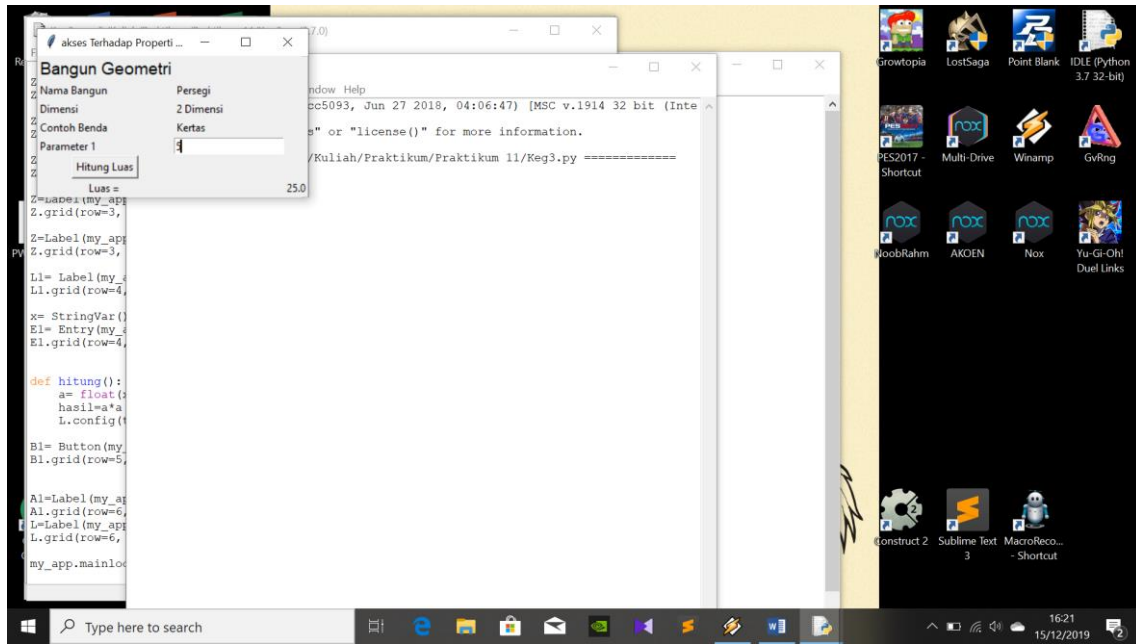 akses Terhadap Properti ...
Bangun Geometri
Nama Bangun Persegi
Dimensi 2 Dimensi
Contoh Benda Kertas
Parameter 1 5
Hitung Luas
Luas = 25.0
7.0)
ndow Help
cc5093, Jun 27 2018, 04:06:47) [MSC v.1914 32 bit (Inte
s" or "license()" for more information.
/Kuliah/Praktikum/Praktikum 11/Keg3.py =============
Z=Label(my_app
Z.grid(row=3,
Z=Label(my_app
Z.grid(row=3,
L1= Label(my_a
L1.grid(row=4,
x= StringVar()
E1= Entry(my_a
E1.grid(row=4,
def hitung():
a= float(x
hasil=a*a
L.config(t
B1= Button(my_
B1.grid(row=5,
A1=Label(my_ap
A1.grid(row=6,
L=Label(my_app
L.grid(row=6,
my_app.mainloo
Growtopia
LostSaga
Point Blank
IDLE (Python
3.7 32-bit)
PES2017 -
Shortcut
Multi-Drive
Winamp
GvRng
NoobRahm
AKOEN
Nox
Yu-Gi-Oh!
Duel Links
Construct 2
Sublime Text
3
MacroReco...
- Shortcut
Type here to search
16:21
15/12/2019
2